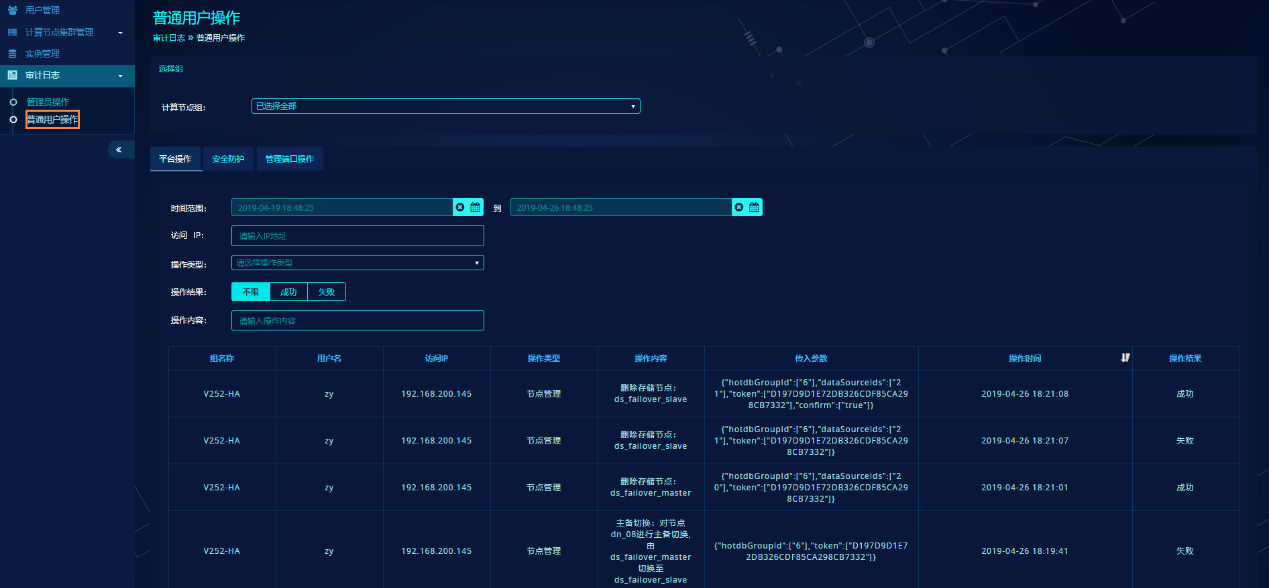 用户管理
计算节点集群管理
实例管理
审计日志
管理员操作
普通用户操作
普通用户操作
审计日志 » 普通用户操作
选择组
计算节点组: 已选择全部
平台操作 安全防护 管理端口操作
时间范围: 2019-04-19 18:48:25 到 2019-04-26 18:48:25
访问 IP: 请输入IP地址
操作类型: 请选择操作类型
操作结果: 不限 成功 失败
操作内容: 请输入操作内容
组名称 用户名 访问IP 操作类型 操作内容 传入参数 操作时间 操作结果
V252-HA zy 192.168.200.145 节点管理 删除存储节点: ds_failover_slave {"hotdbGroupId":["6"],"dataSourceIds":["21"],"token":["D197D9D1E72DB326CDF85CA298CB7332"],"confirm":["true"]} 2019-04-26 18:21:08 成功
V252-HA zy 192.168.200.145 节点管理 删除存储节点: ds_failover_slave {"hotdbGroupId":["6"],"dataSourceIds":["21"],"token":["D197D9D1E72DB326CDF85CA298CB7332"]} 2019-04-26 18:21:07 失败
V252-HA zy 192.168.200.145 节点管理 删除存储节点: ds_failover_master {"hotdbGroupId":["6"],"dataSourceIds":["20"],"token":["D197D9D1E72DB326CDF85CA298CB7332"]} 2019-04-26 18:21:01 成功
V252-HA zy 192.168.200.145 节点管理 主备切换: 对节点dn_08进行主备切换,由ds_failover_master切换至ds_failover_slave {"hotdbGroupId":["6"],"token":["D197D9D1E72DB326CDF85CA298CB7332"]} 2019-04-26 18:19:41 失败